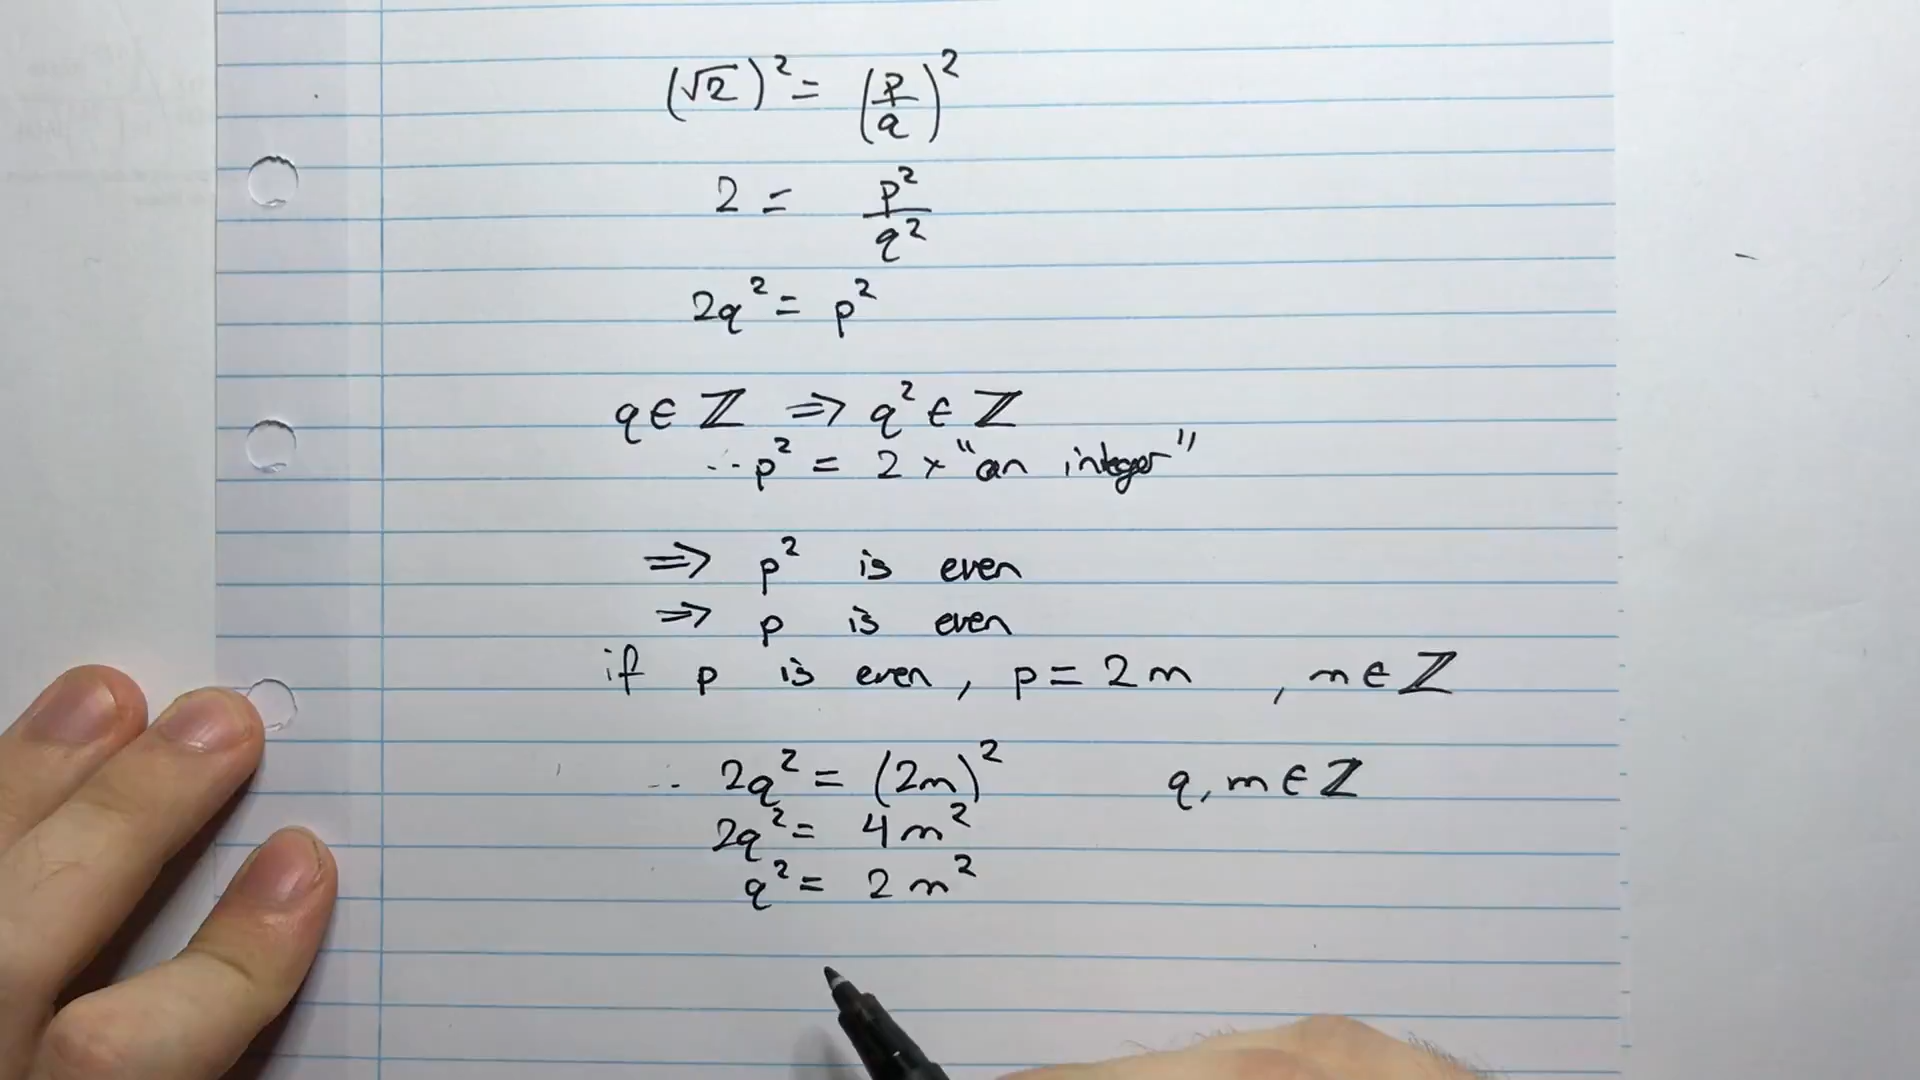 (√2)² = (p/q)²
2 = p²/q²
2q² = p²
q ∈ ℤ ⇒ q² ∈ ℤ
∴ p² = 2 × "an integer"
⇒ p² is even
⇒ p is even
if p is even, p = 2m , m ∈ ℤ
∴ 2q² = (2m)² q, m ∈ ℤ
2q² = 4m²
q² = 2m²